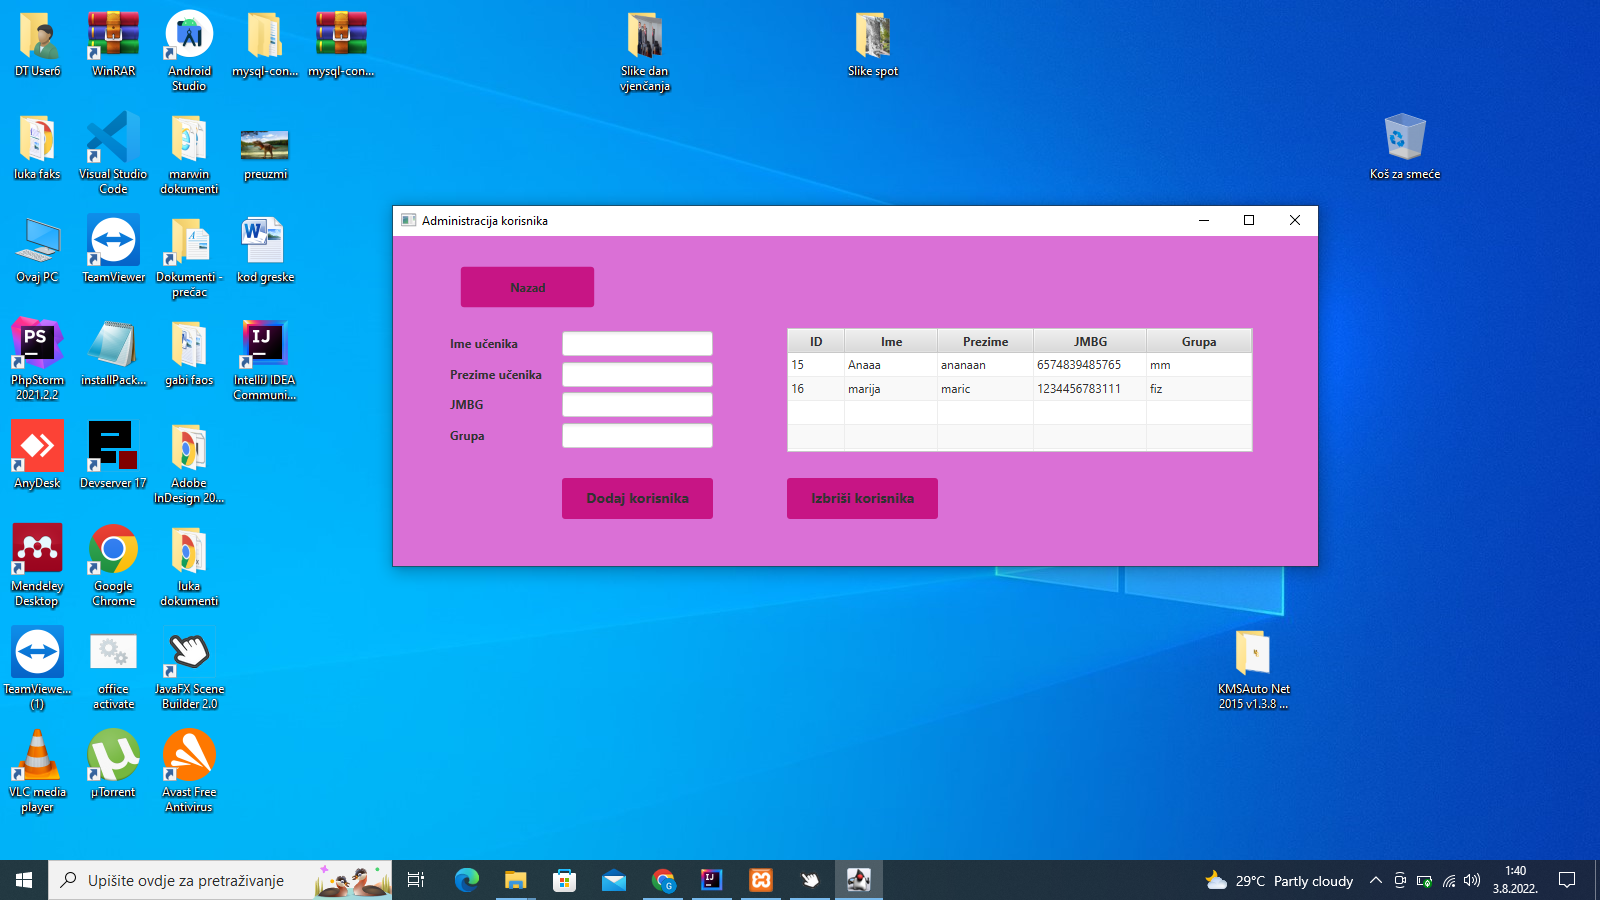 DT User6
WinRAR
Android
Studio
mysql-con...
mysql-con...
Slike dan
vjenčanja
Slike spot
luka faks
Visual Studio
Code
marwin
dokumenti
preuzmi
Koš za smeće
Ovaj PC
TeamViewer
Dokumenti -
prečac
kod greske
PS
PhpStorm
2021.2.2
installPack...
gabi faos
IJ
IntelliJ IDEA
Communi...
AnyDesk
Devserver 17
Adobe
InDesign 20...
Mendeley
Desktop
Google
Chrome
luka
dokumenti
TeamViewe...
(1)
office
activate
JavaFX Scene
Builder 2.0
KMSAuto Net
2015 v1.3.8 ...
VLC media
player
µTorrent
Avast Free
Antivirus
Administracija korisnika
Nazad
Ime učenika
Prezime učenika
JMBG
Grupa
ID Ime Prezime JMBG Grupa
15 Anaaa ananaan 6574839485765 mm
16 marija maric 1234456783111 fiz
Dodaj korisnika
Izbriši korisnika
Upišite ovdje za pretraživanje
29°C Partly cloudy
1:40
3.8.2022.